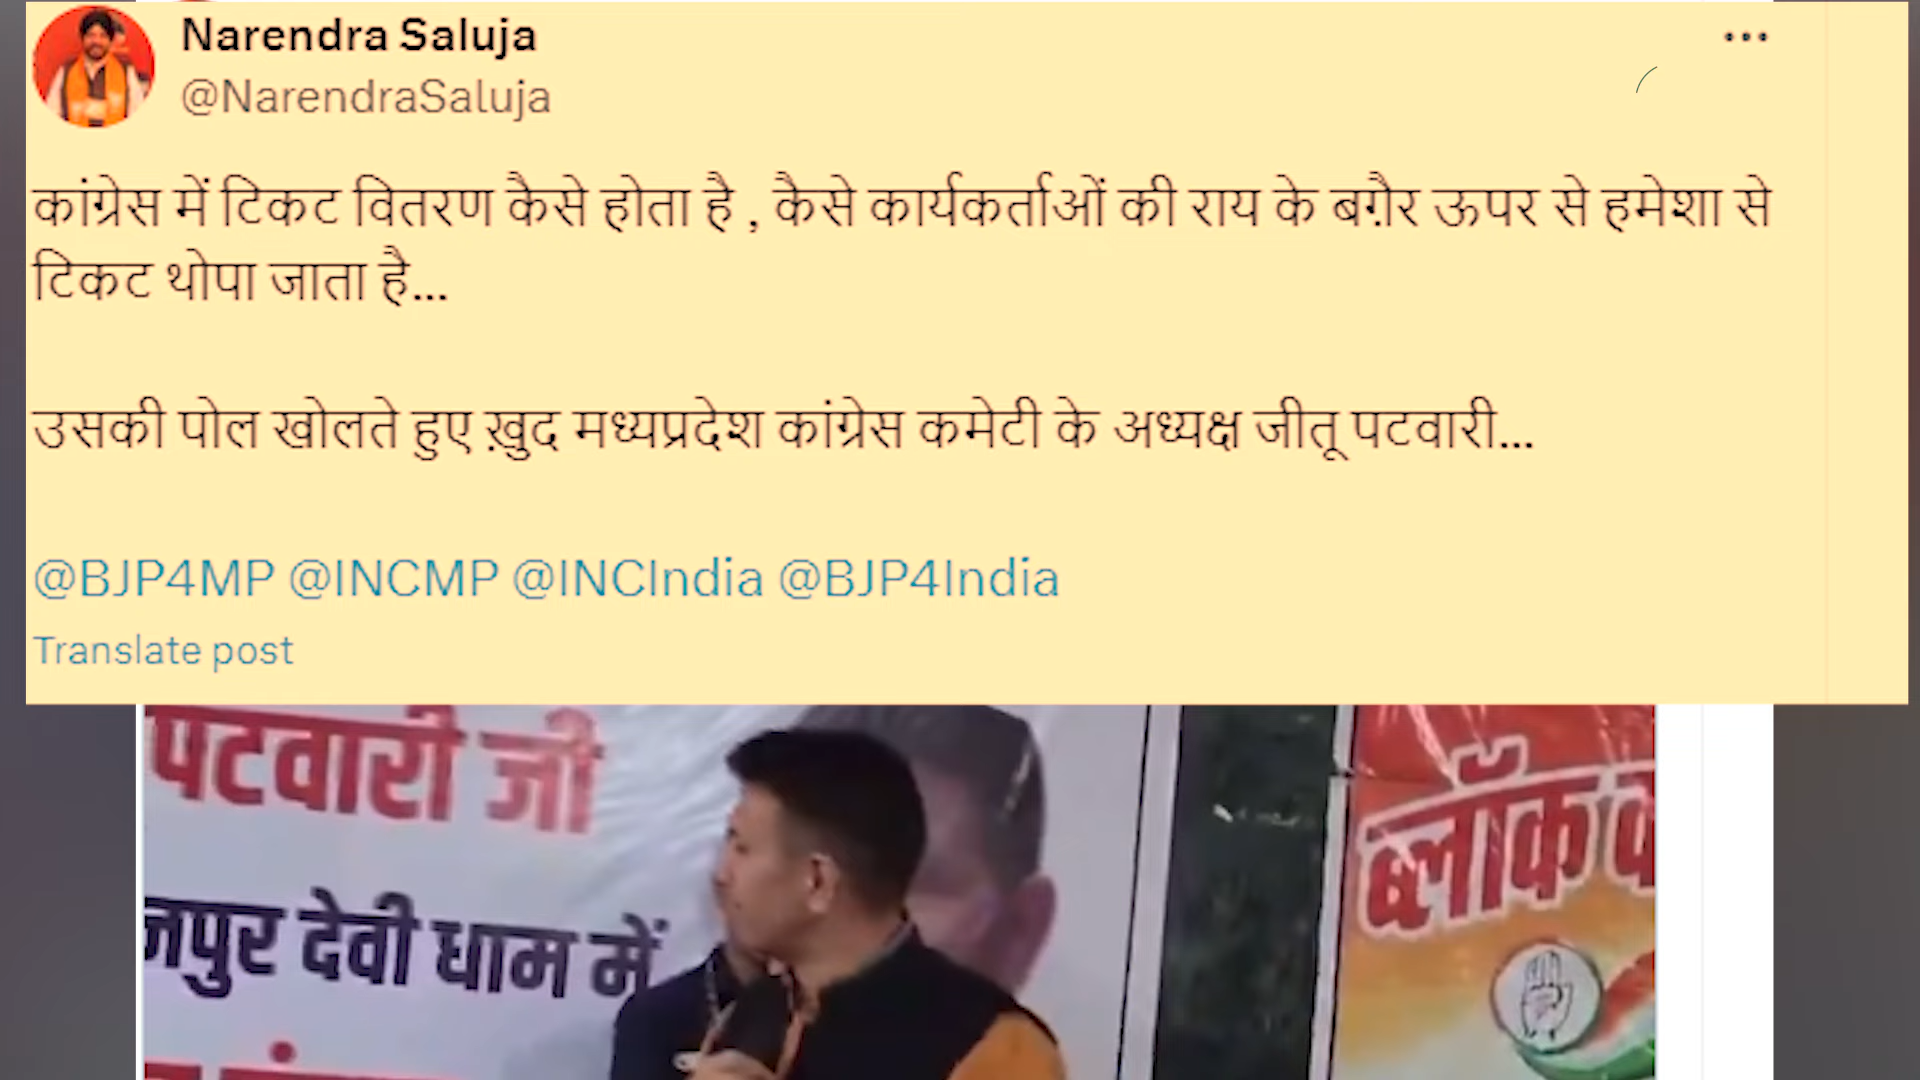 Narendra Saluja
@NarendraSaluja
कांग्रेस में टिकट वितरण कैसे होता है , कैसे कार्यकर्ताओं की राय के बग़ैर ऊपर से हमेशा से
टिकट थोपा जाता है...
उसकी पोल खोलते हुए ख़ुद मध्यप्रदेश कांग्रेस कमेटी के अध्यक्ष जीतू पटवारी...
@BJP4MP @INCMP @INCIndia @BJP4India
Translate post
पटवारी जी
देवी धाम में
ब्लॉक